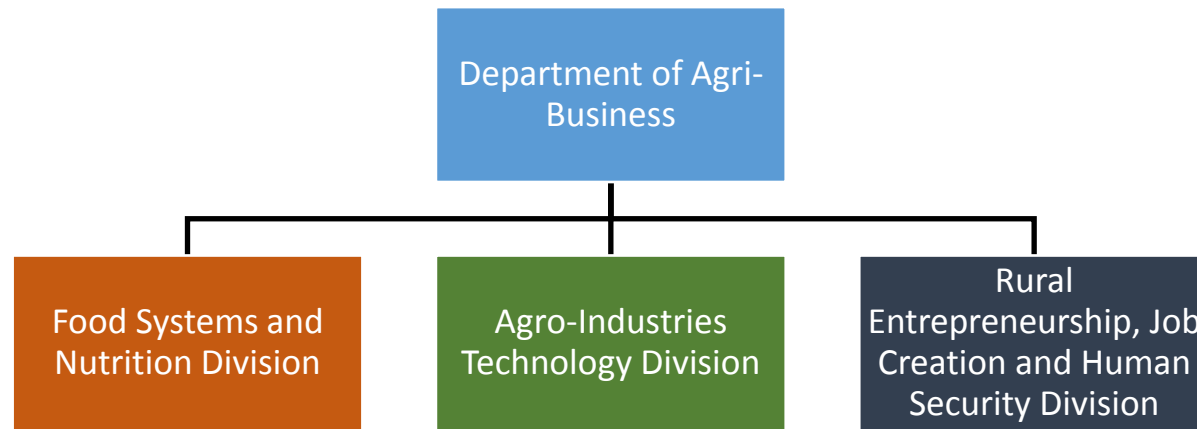 Department of Agri-
Business
Food Systems and
Nutrition Division
Agro-Industries
Technology Division
Rural
Entrepreneurship, Job
Creation and Human
Security Division